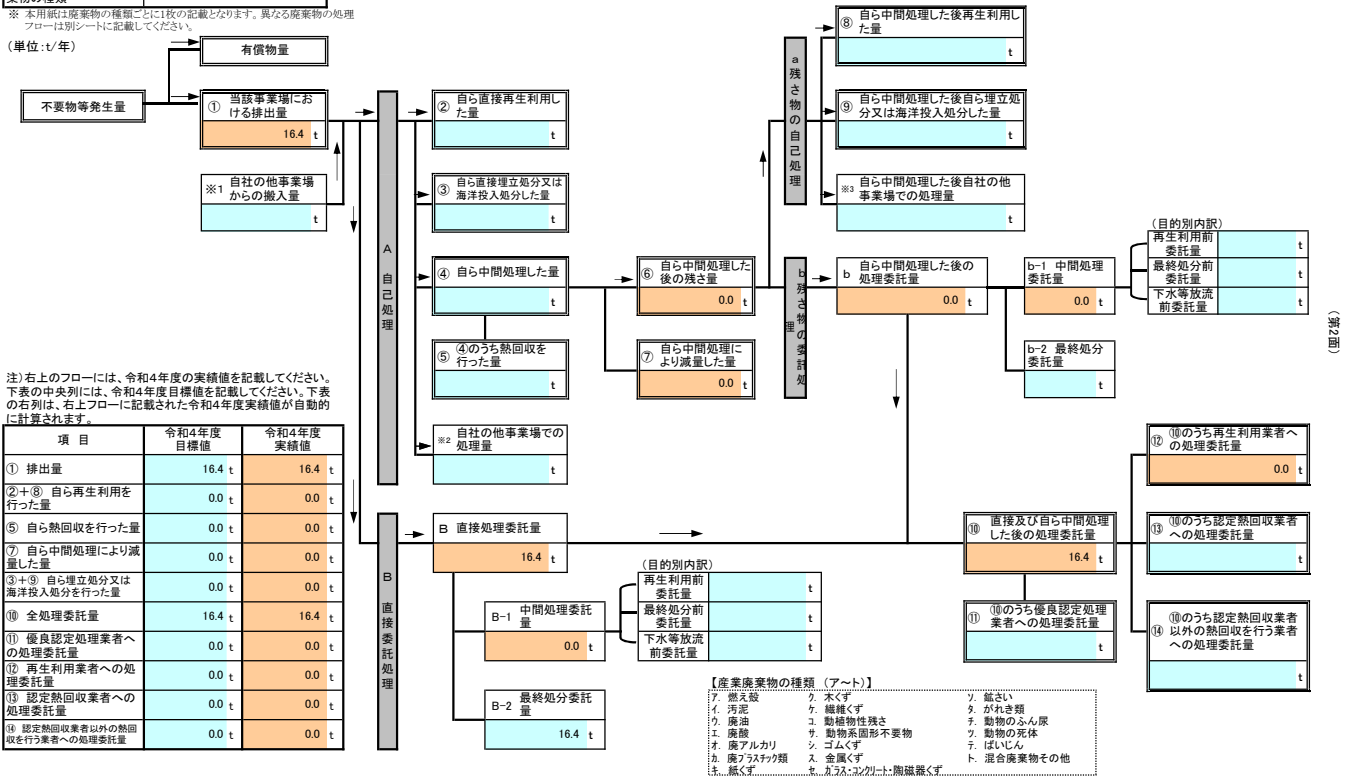 ※ 本用紙は廃棄物の種類ごとに1枚の記載となります。異なる廃棄物の処理
フローは別シートに記載してください。
(単位:t/年)
有償物量
不要物等発生量
① 当該事業場にお
ける排出量
16.4 t
※1 自社の他事業場
からの搬入量
t
A 自己処理
② 自ら直接再生利用し
た量
t
③ 自ら直接埋立処分又は
海洋投入処分した量
t
④ 自ら中間処理した量
t
⑤ ④のうち熱回収を
行った量
t
※2 自社の他事業場での
処理量
t
⑥ 自ら中間処理した
後の残さ量
0.0 t
⑦ 自ら中間処理に
より減量した量
0.0 t
a 残さ物の自己処理
⑧ 自ら中間処理した後再生利用し
た量
t
⑨ 自ら中間処理した後自ら埋立処
分又は海洋投入処分した量
t
※3 自ら中間処理した後自社の他
事業場での処理量
t
b 残さ物の委託処理
b 自ら中間処理した後の
処理委託量
0.0 t
b-1 中間処理
委託量
0.0 t
b-2 最終処分
委託量
t
(目的別内訳)
再生利用前
委託量
t
最終処分前
委託量
t
下水等放流
前委託量
t
(第2面)
注)右上のフローには、令和4年度の実績値を記載してください。
下表の中央列には、令和4年度目標値を記載してください。下表
の右列は、右上フローに記載された令和4年度実績値が自動的
に計算されます。
項 目 令和4年度
目標値 令和4年度
実績値
① 排出量 16.4 t 16.4 t
②+⑧ 自ら再生利用を
行った量 0.0 t 0.0 t
⑤ 自ら熱回収を行った量 0.0 t 0.0 t
⑦ 自ら中間処理により減
量した量 0.0 t 0.0 t
③+⑨ 自ら埋立処分又は
海洋投入処分を行った量 0.0 t 0.0 t
⑩ 全処理委託量 16.4 t 16.4 t
⑪ 優良認定処理業者へ
の処理委託量 0.0 t 0.0 t
⑫ 再生利用業者への処
理委託量 0.0 t 0.0 t
⑬ 認定熱回収業者への
処理委託量 0.0 t 0.0 t
⑭ 認定熱回収業者以外の熱回
収を行う業者への処理委託量 0.0 t 0.0 t
B 直接委託処理
B 直接処理委託量
16.4 t
B-1 中間処理委託
量
0.0 t
B-2 最終処分委託
量
16.4 t
(目的別内訳)
再生利用前
委託量
t
最終処分前
委託量
t
下水等放流
前委託量
t
⑩ 直接及び自ら中間処理
した後の処理委託量
16.4 t
⑪ ⑩のうち優良認定処理
業者への処理委託量
t
⑫ ⑩のうち再生利用業者へ
の処理委託量
0.0 t
⑬ ⑩のうち認定熱回収業者
への処理委託量
t
⑭ ⑩のうち認定熱回収業者
以外の熱回収を行う業者
への処理委託量
t
【産業廃棄物の種類 (ア~ト)】
ア. 燃え殻 ク. 木くず ソ. 鉱さい
イ. 汚泥 ケ. 繊維くず タ. がれき類
ウ. 廃油 コ. 動植物性残さ チ. 動物のふん尿
エ. 廃酸 サ. 動物系固形不要物 ツ. 動物の死体
オ. 廃アルカリ シ. ゴムくず テ. ばいじん
カ. 廃プラスチック類 ス. 金属くず ト. 混合廃棄物その他
キ. 紙くず セ. ガラス・コンクリート・陶磁器くず